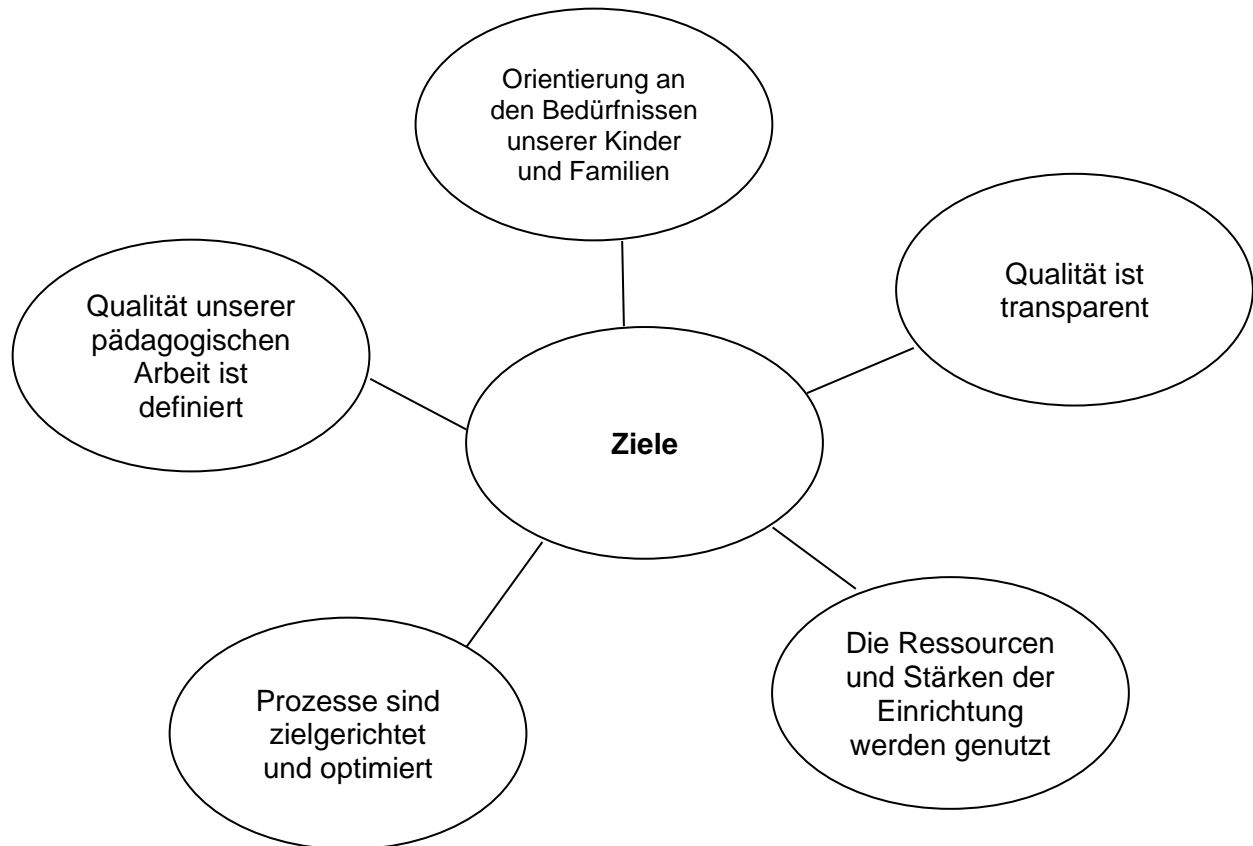 Orientierung an
den Bedürfnissen
unserer Kinder
und Familien
Qualität ist
transparent
Qualität unserer
pädagogischen
Arbeit ist
definiert
Ziele
Die Ressourcen
und Stärken der
Einrichtung
werden genutzt
Prozesse sind
zielgerichtet
und optimiert